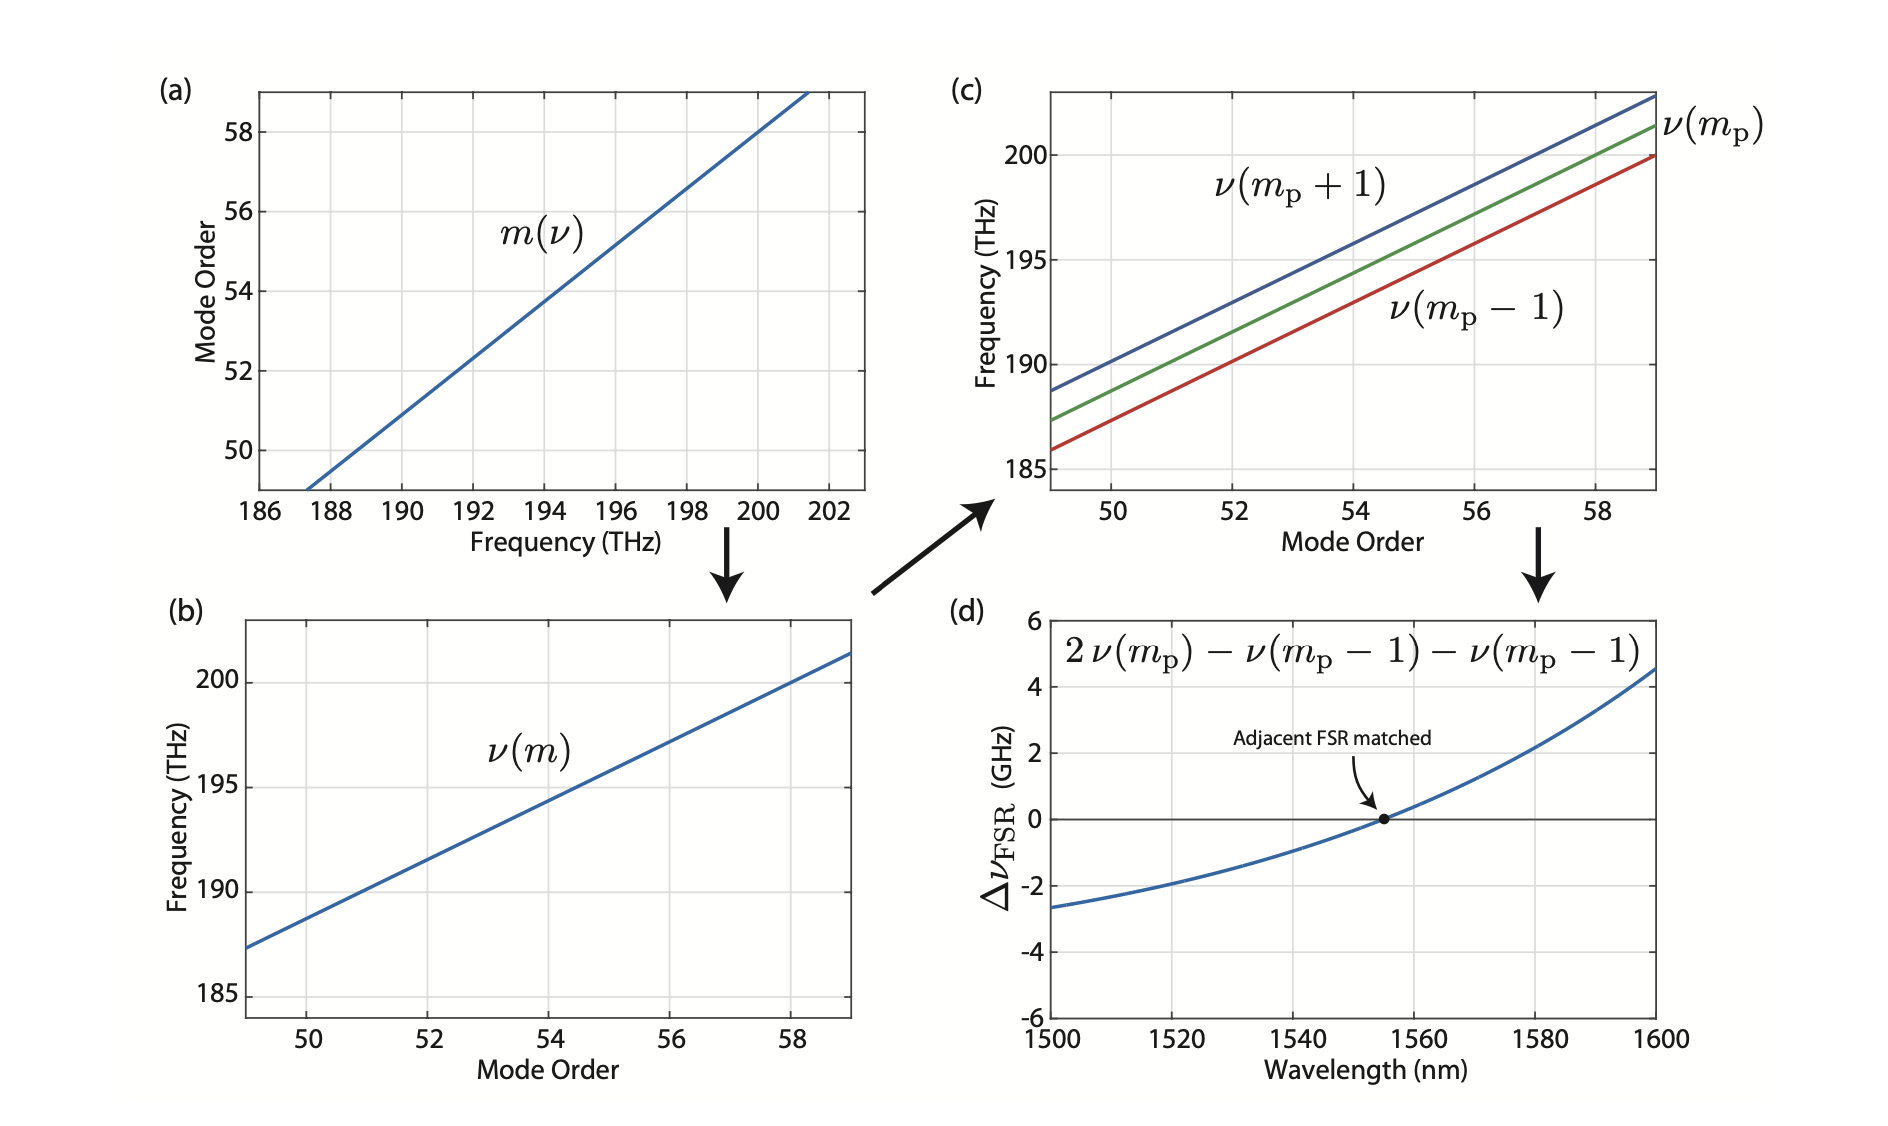 (a)
58
56
54
52
50
Mode Order
m(ν)
186 188 190 192 194 196 198 200 202
Frequency (THz)
(c)
200
195
190
185
Frequency (THz)
ν(mₚ + 1)
ν(mₚ)
ν(mₚ − 1)
50 52 54 56 58
Mode Order
(b)
200
195
190
185
Frequency (THz)
ν(m)
50 52 54 56 58
Mode Order
(d)
6
4
2
0
-2
-4
-6
Δν_FSR (GHz)
2 ν(mₚ) − ν(mₚ − 1) − ν(mₚ − 1)
Adjacent FSR matched
1500 1520 1540 1560 1580 1600
Wavelength (nm)